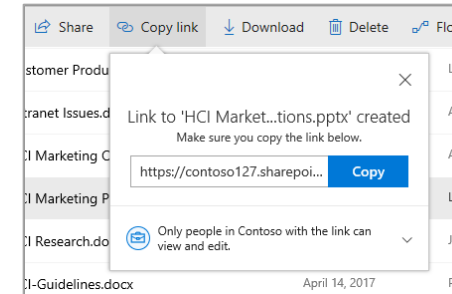 Share Copy link Download Delete Flo
stomer Produ
Link to 'HCI Market...tions.pptx' created
Make sure you copy the link below.
tranet Issues.d
CI Marketing C
https://contoso127.sharepoi... Copy
CI Marketing P
Only people in Contoso with the link can
view and edit.
CI Research.do
CI-Guidelines.docx April 14, 2017